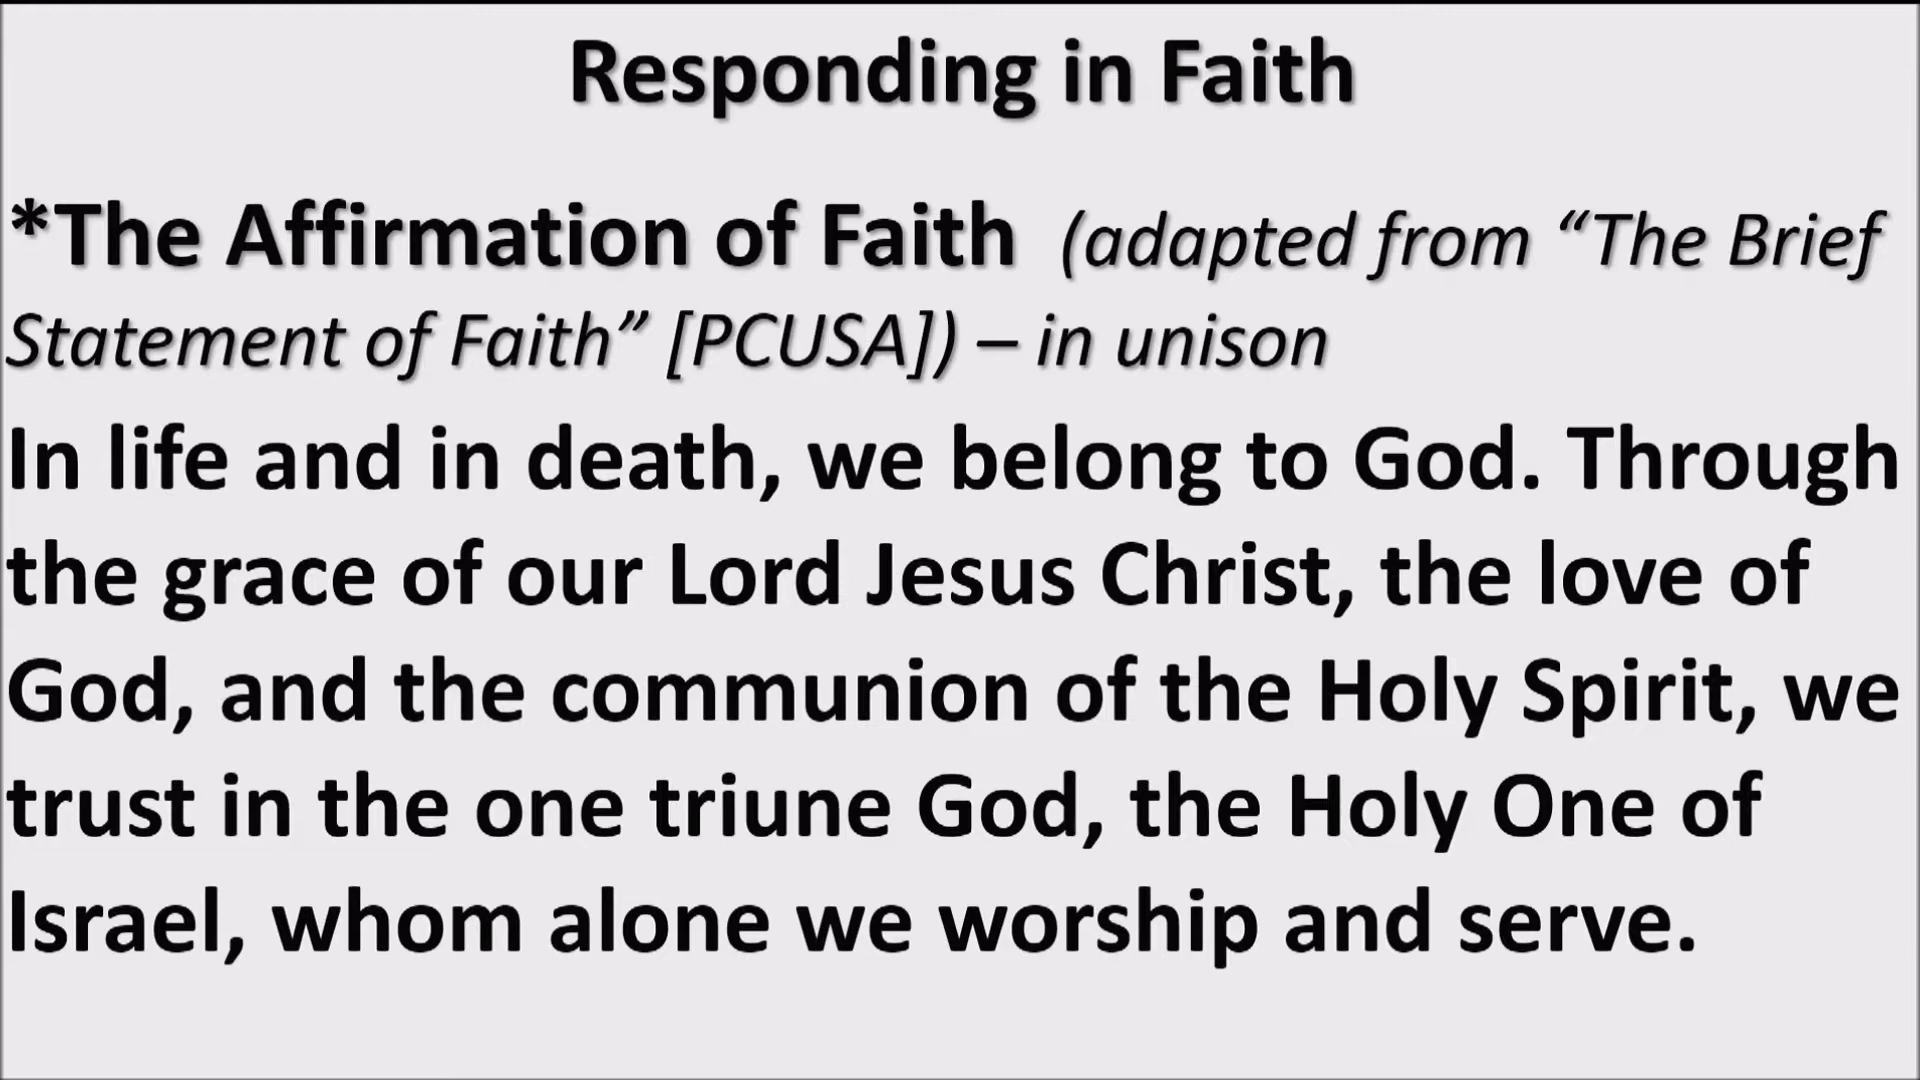 Responding in Faith
*The Affirmation of Faith (adapted from “The Brief
Statement of Faith” [PCUSA]) – in unison
In life and in death, we belong to God. Through
the grace of our Lord Jesus Christ, the love of
God, and the communion of the Holy Spirit, we
trust in the one triune God, the Holy One of
Israel, whom alone we worship and serve.